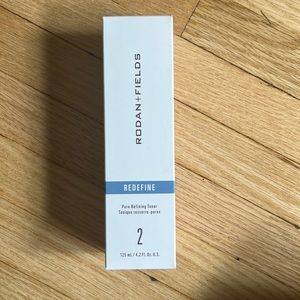 RODAN+FIELDS
REDEFINE
Pore Refining Toner
Tonique resserre-pores
2
125 mL / 4.2 Fl. Oz. U.S.